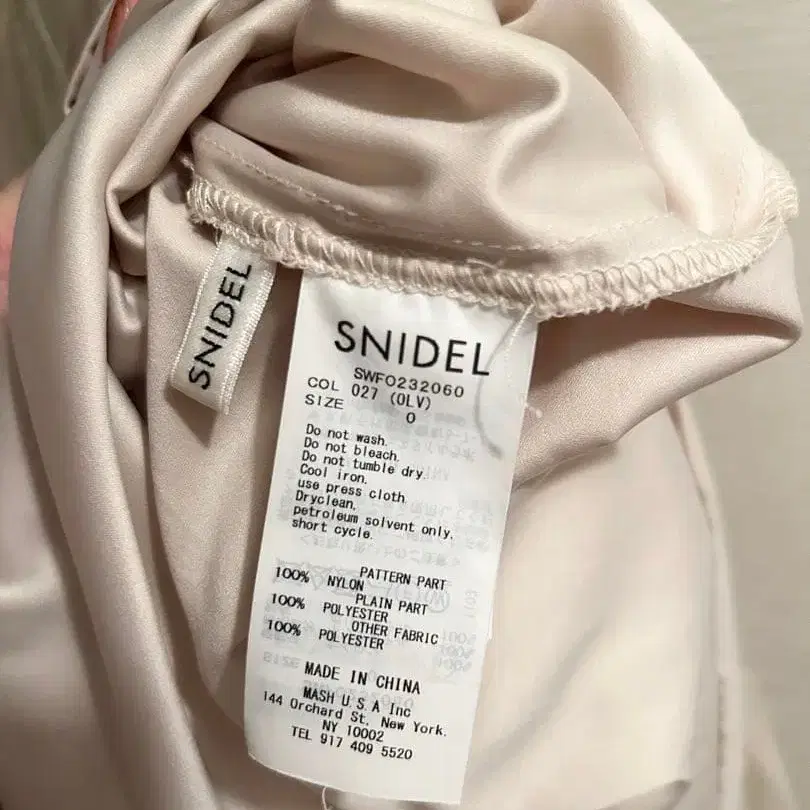 SNIDEL
SNIDEL
SWFO232060
COL 027 (OLV)
SIZE 0
Do not wash.
Do not bleach.
Do not tumble dry.
Cool iron.
use press cloth.
Dryclean,
petroleum solvent only.
short cycle.
PATTERN PART
100% NYLON
PLAIN PART
100% POLYESTER
OTHER FABRIC
100% POLYESTER
MADE IN CHINA
MASH U.S.A Inc
144 Orchard St, New York.
NY 10002
TEL 917 409 5520